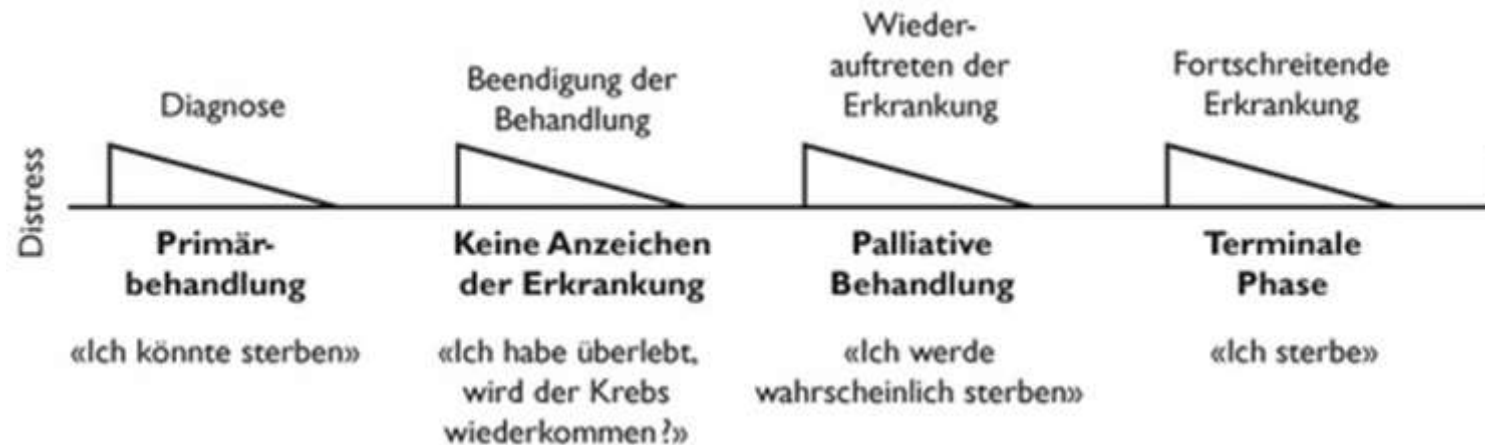 Distress
Diagnose
Primär-
behandlung
«Ich könnte sterben»
Beendigung der
Behandlung
Keine Anzeichen
der Erkrankung
«Ich habe überlebt,
wird der Krebs
wiederkommen?»
Wieder-
auftreten der
Erkrankung
Palliative
Behandlung
«Ich werde
wahrscheinlich sterben»
Fortschreitende
Erkrankung
Terminale
Phase
«Ich sterbe»